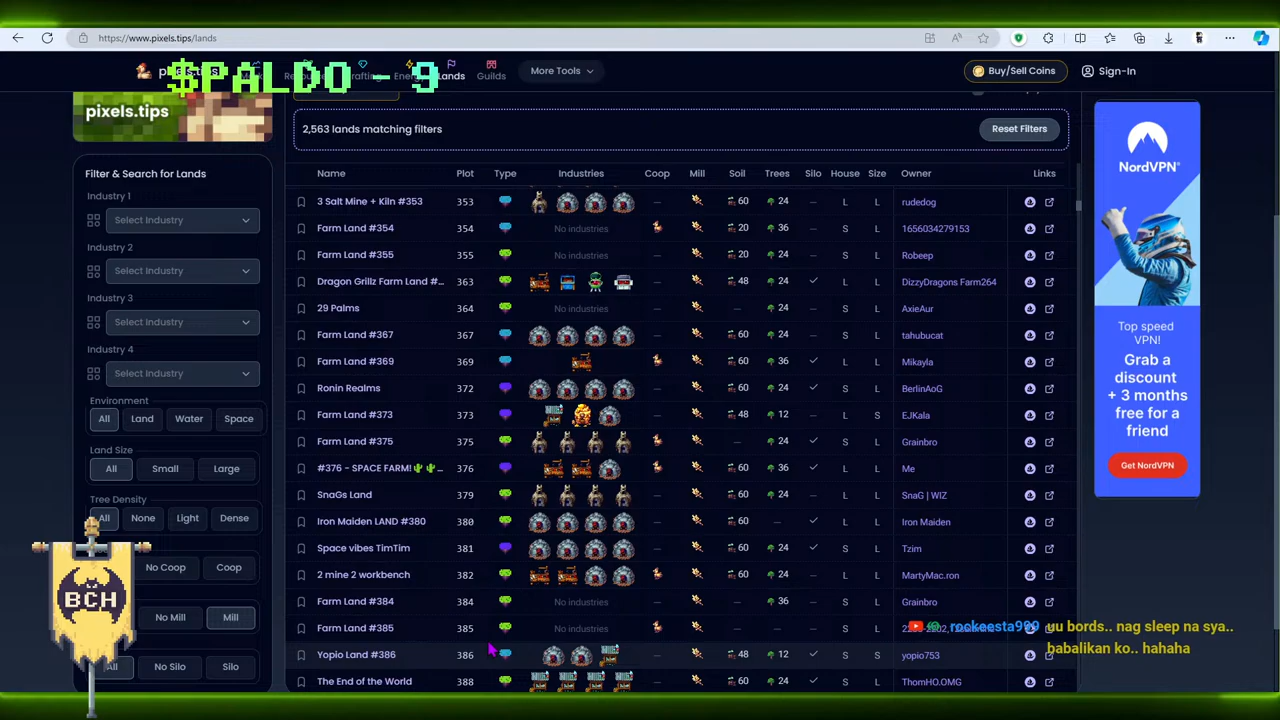 https://www.pixels.tips/lands
$PALDO - 9
Lands
Guilds
More Tools
Buy/Sell Coins
Sign-In
pixels.tips
2,563 lands matching filters
Reset Filters
Filter & Search for Lands
Industry 1
Select Industry
Industry 2
Select Industry
Industry 3
Select Industry
Industry 4
Select Industry
Environment
All Land Water Space
Land Size
All Small Large
Tree Density
All None Light Dense
No Coop Coop
No Mill Mill
All No Silo Silo
BCH
Name Plot Type Industries Coop Mill Soil Trees Silo House Size Owner Links
3 Salt Mine + Kiln #353 353 — 60 24 — L L rudedog
Farm Land #354 354 No industries 20 36 — S L 1656034279153
Farm Land #355 355 No industries — 20 24 — S L Robeep
Dragon Grillz Farm Land #... 363 — 48 24 ✓ L L DizzyDragons Farm264
29 Palms 364 No industries — — 24 — S L AxieAur
Farm Land #367 367 — 60 24 — S L tahubucat
Farm Land #369 369 60 36 ✓ L L Mikayla
Ronin Realms 372 — 60 24 ✓ S L BerlinAoG
Farm Land #373 373 — 48 12 — L S EJKala
Farm Land #375 375 — 24 ✓ S L Grainbro
#376 - SPACE FARM!🌵🌵... 376 60 36 — L L Me
SnaGs Land 379 — 60 24 — L L SnaG | WIZ
Iron Maiden LAND #380 380 — 60 — ✓ L L Iron Maiden
Space vibes TimTim 381 — 60 24 ✓ S L Tzim
2 mine 2 workbench 382 60 24 — L L MartyMac.ron
Farm Land #384 384 No industries — — 36 — S L Grainbro
Farm Land #385 385 No industries — — — S L
Yopio Land #386 386 — 48 12 — S S yopio753
The End of the World 388 — 60 24 ✓ S L ThomHO.OMG
NordVPN®
Top speed
VPN!
Grab a
discount
+ 3 months
free for a
friend
Get NordVPN
rockeesta999 yu bords.. nag sleep na sya..
babalikan ko.. hahaha